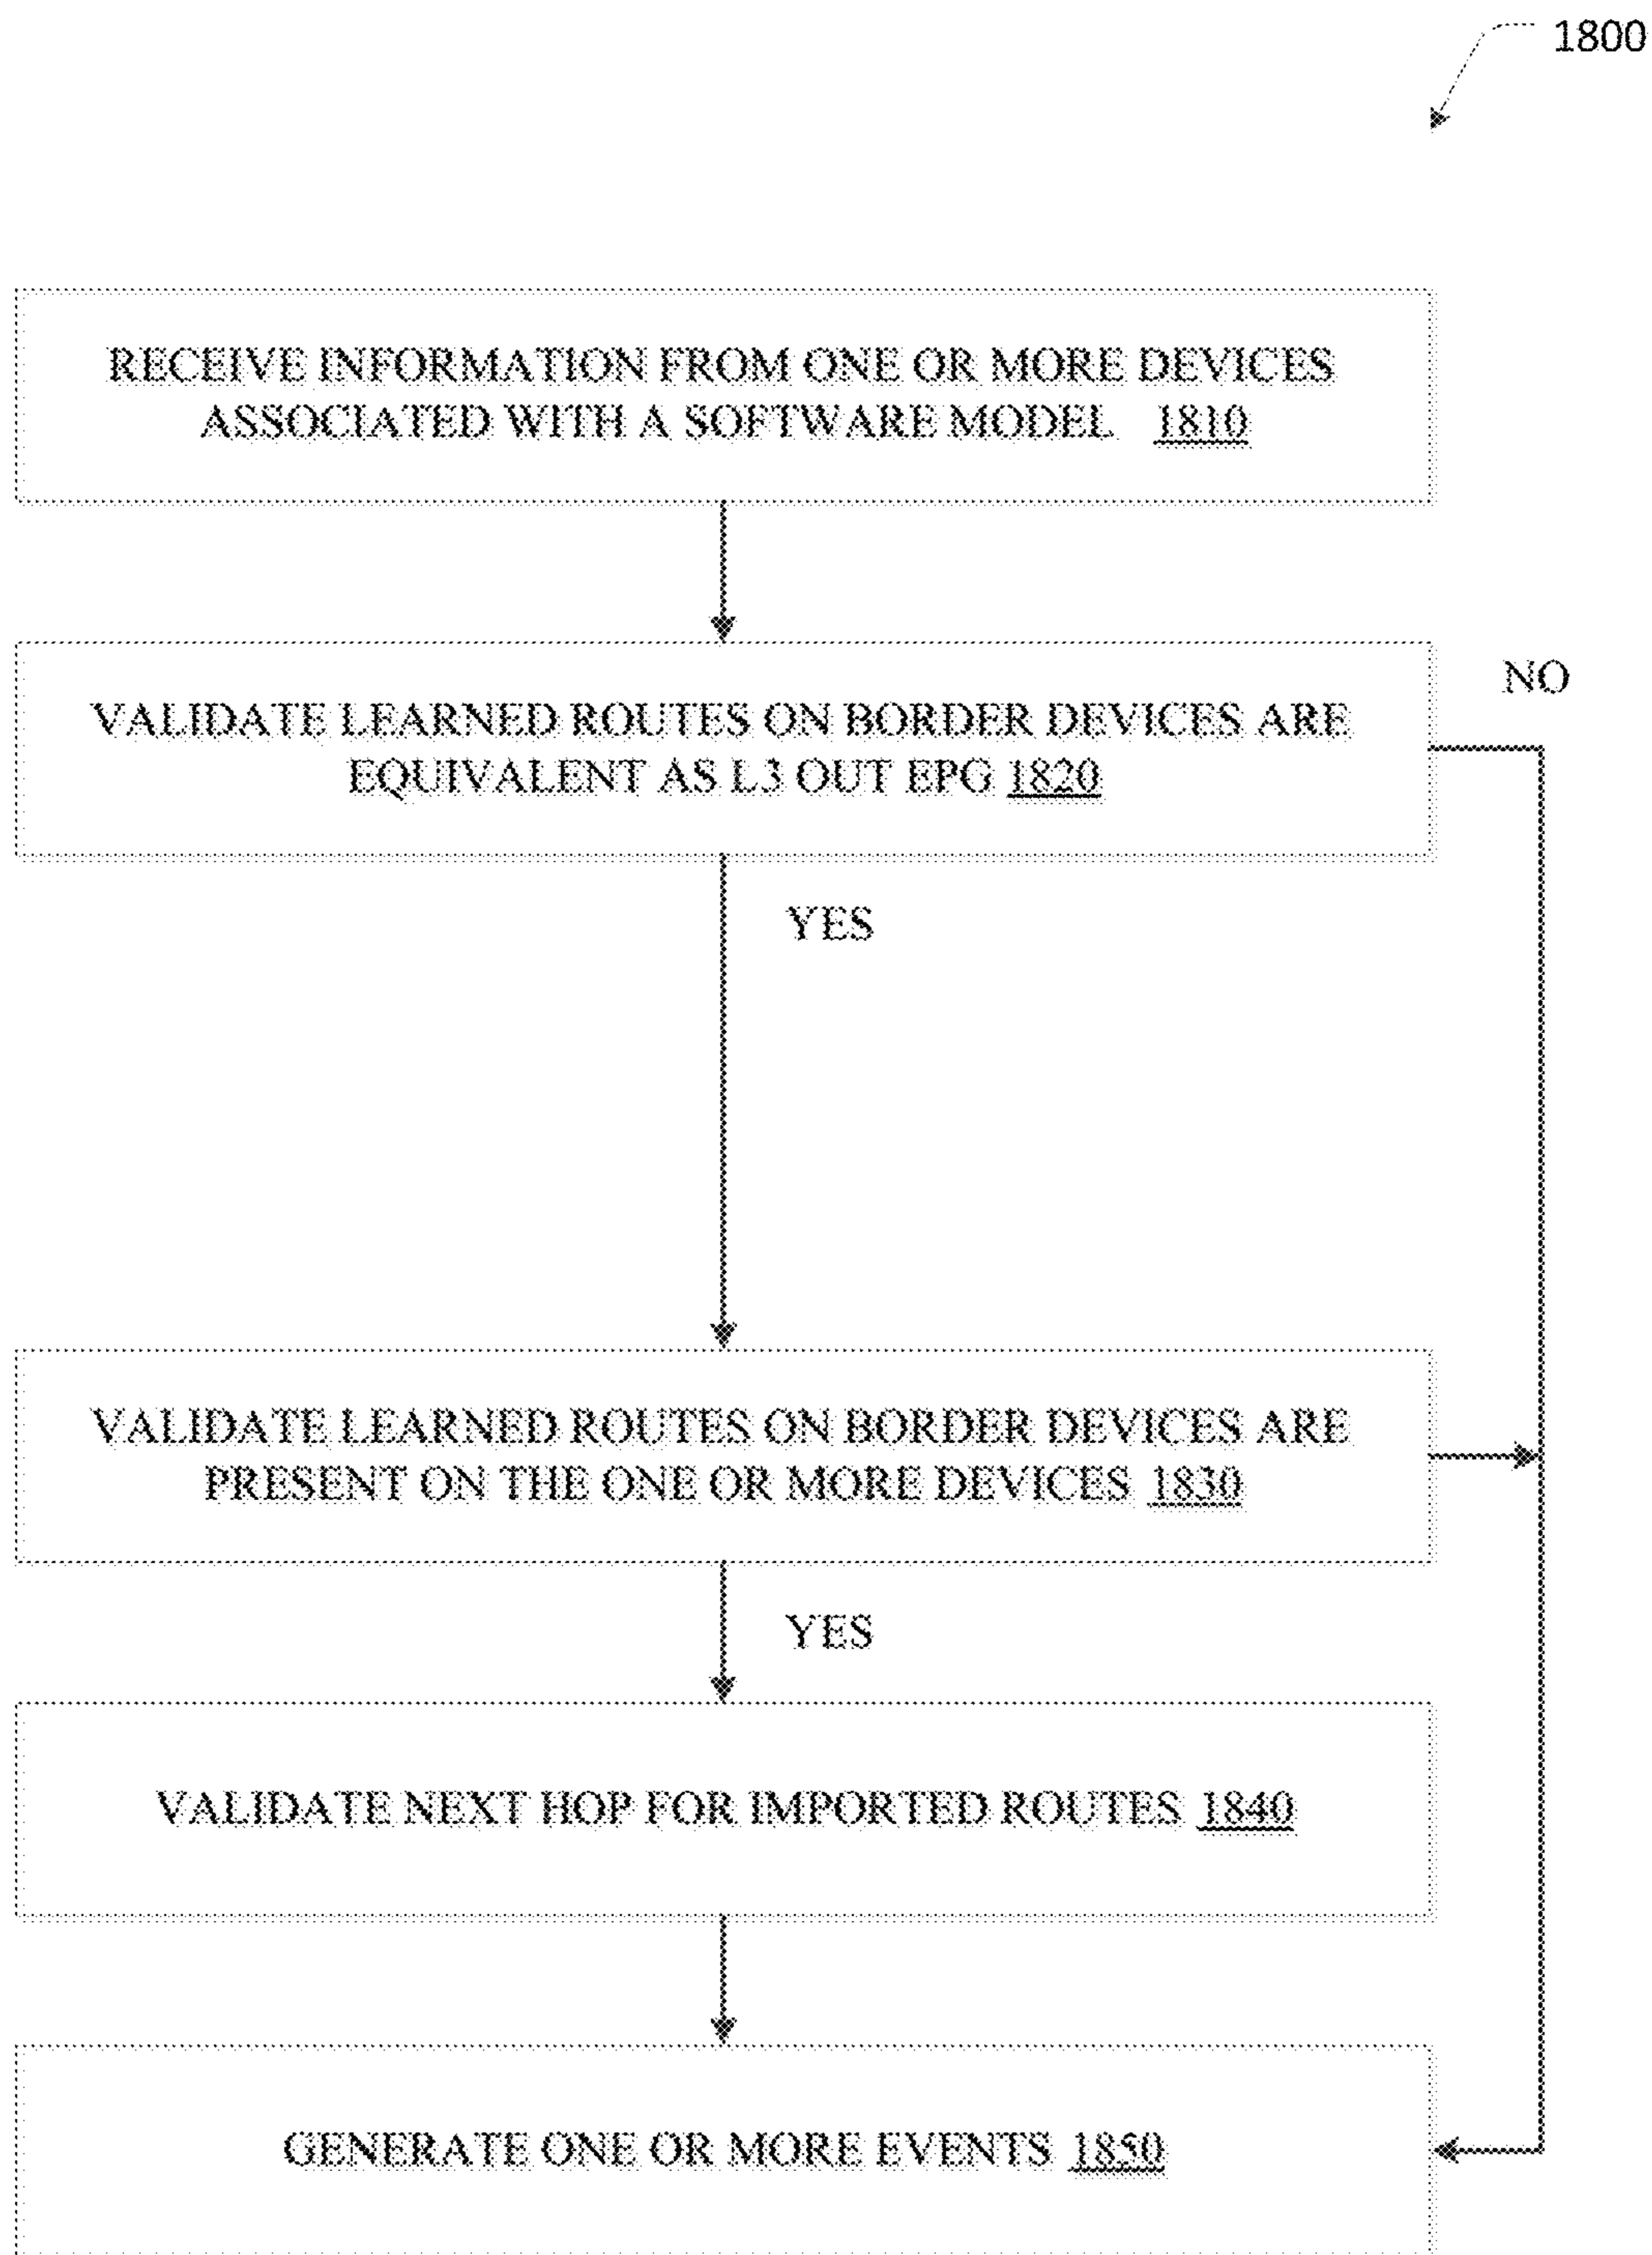 1800
RECEIVE INFORMATION FROM ONE OR MORE DEVICES
ASSOCIATED WITH A SOFTWARE MODEL 1810
VALIDATE LEARNED ROUTES ON BORDER DEVICES ARE
EQUIVALENT AS L3 OUT EPG 1820
NO
YES
VALIDATE LEARNED ROUTES ON BORDER DEVICES ARE
PRESENT ON THE ONE OR MORE DEVICES 1830
YES
VALIDATE NEXT HOP FOR IMPORTED ROUTES 1840
GENERATE ONE OR MORE EVENTS 1850